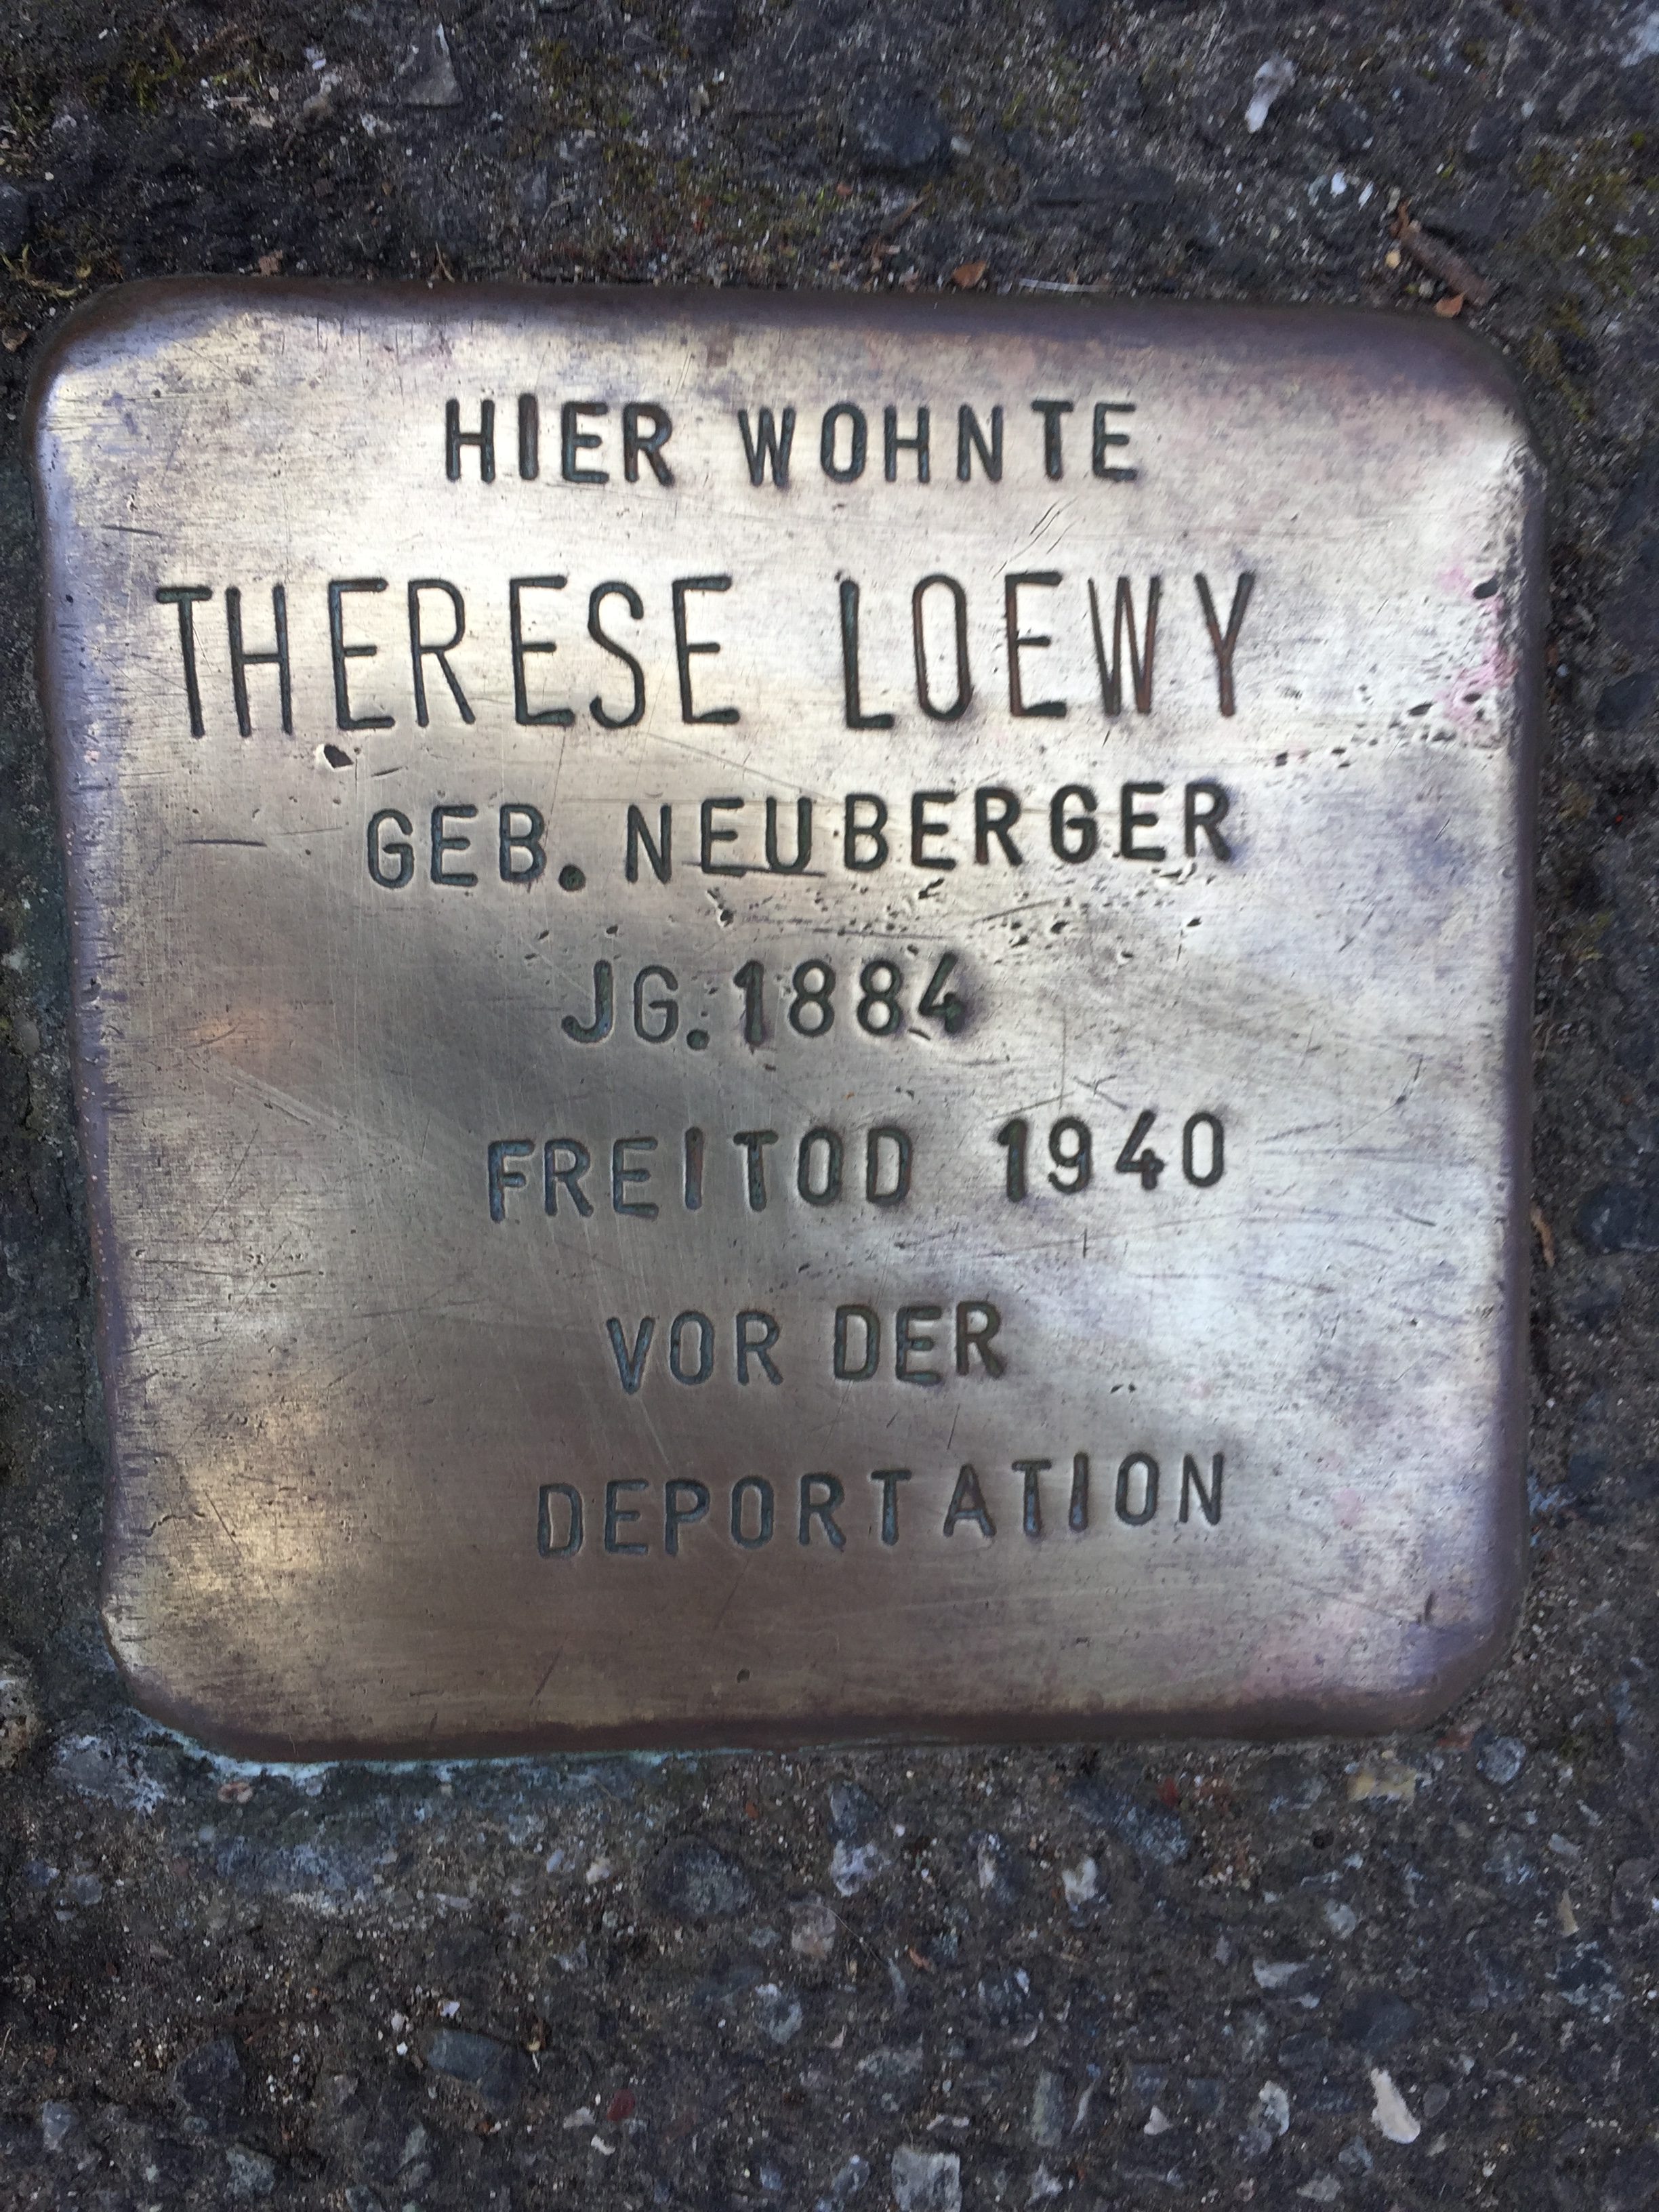 HIER WOHNTE
THERESE LOEWY
GEB. NEUBERGER
JG. 1884
FREITOD 1940
VOR DER
DEPORTATION